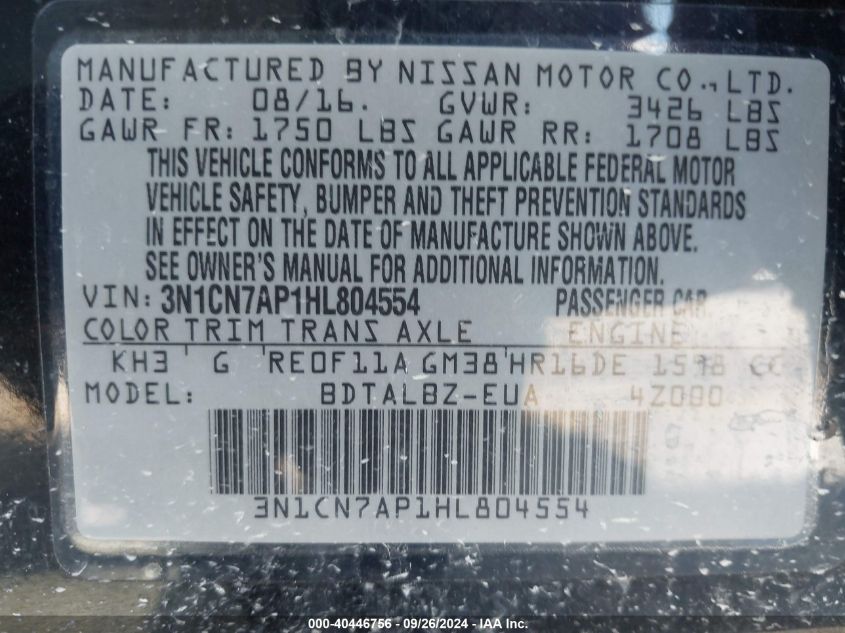 MANUFACTURED BY NISSAN MOTOR CO., LTD.
DATE: 08/16. GVWR: 3426 LBS
GAWR FR: 1750 LBS GAWR RR: 1708 LBS
THIS VEHICLE CONFORMS TO ALL APPLICABLE FEDERAL MOTOR
VEHICLE SAFETY, BUMPER AND THEFT PREVENTION STANDARDS
IN EFFECT ON THE DATE OF MANUFACTURE SHOWN ABOVE.
SEE OWNER'S MANUAL FOR ADDITIONAL INFORMATION.
VIN: 3N1CN7AP1HL804554 PASSENGER CAR.
COLOR TRIM TRANS AXLE ENGINE
KH3 G RE0F11A GM38 HR16DE 1598 CC
MODEL: BDTALBZ-EUA 4Z000
3N1CN7AP1HL804554
000-40446756 - 09/26/2024 - IAA Inc.